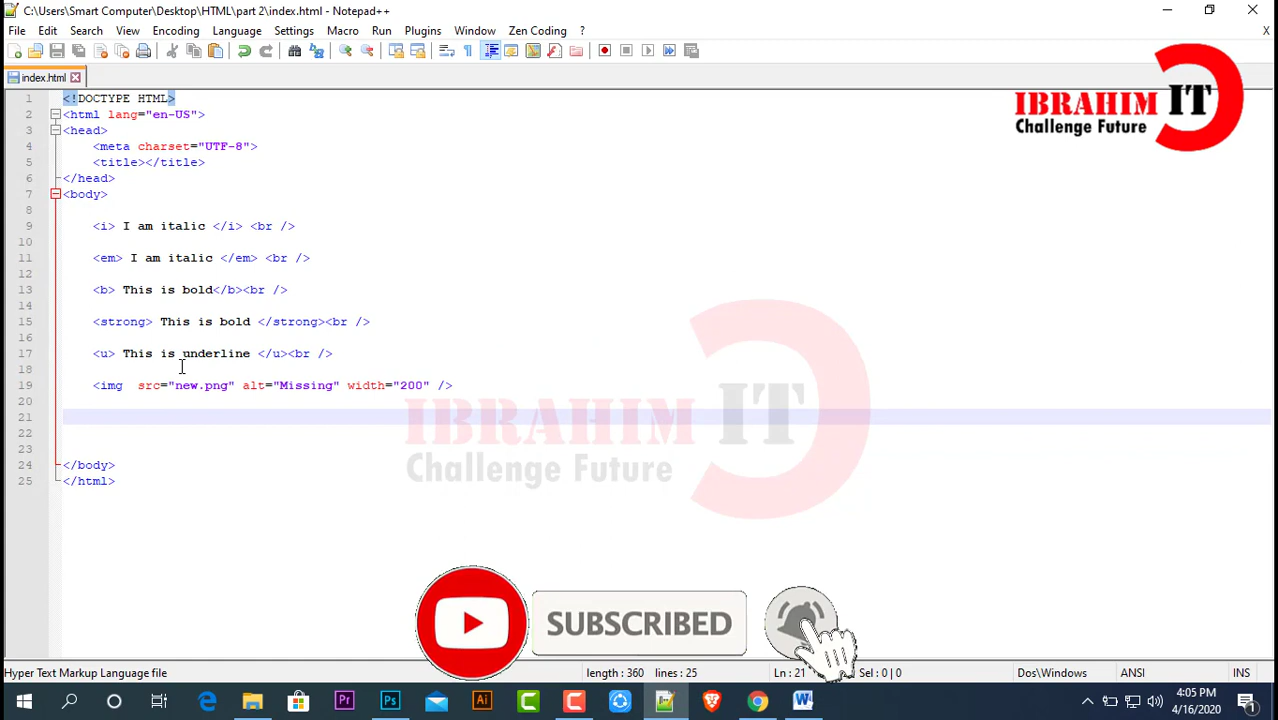 C:\Users\Smart Computer\Desktop\HTML\part 2\index.html - Notepad++
File Edit Search View Encoding Language Settings Macro Run Plugins Window Zen Coding ? X
index.html
1 <!DOCTYPE HTML>
2 <html lang="en-US">
3 <head>
4 <meta charset="UTF-8">
5 <title></title>
6 </head>
7 <body>
8
9 <i> I am italic </i> <br />
10
11 <em> I am italic </em> <br />
12
13 <b> This is bold</b><br />
14
15 <strong> This is bold </strong><br />
16
17 <u> This is underline </u><br />
18
19 <img  src="new.png" alt="Missing" width="200" />
20
21
22
23
24 </body>
25 </html>
IBRAHIM IT
Challenge Future
IBRAHIM IT
Challenge Future
SUBSCRIBED
Hyper Text Markup Language file length : 360 lines : 25 Ln : 21 Sel : 0 | 0 Dos\Windows ANSI INS
Pr Ps Ai C C W
4:05 PM
4/16/2020
1